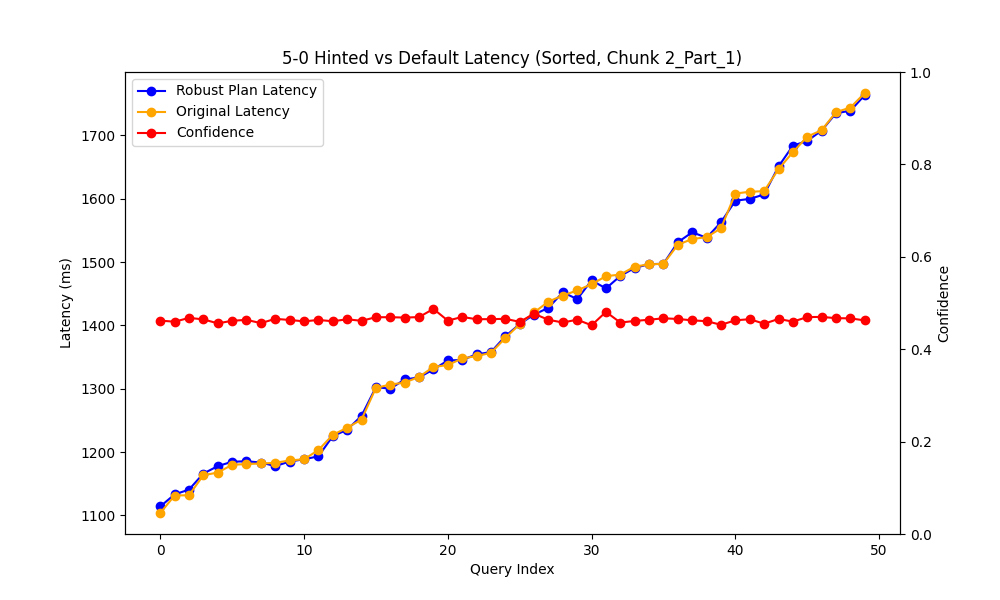 5-0 Hinted vs Default Latency (Sorted, Chunk 2_Part_1)
Robust Plan Latency
Original Latency
Confidence
1700
1600
1500
1400
1300
1200
1100
Latency (ms)
1.0
0.8
0.6
0.4
0.2
0.0
Confidence
0 10 20 30 40 50
Query Index